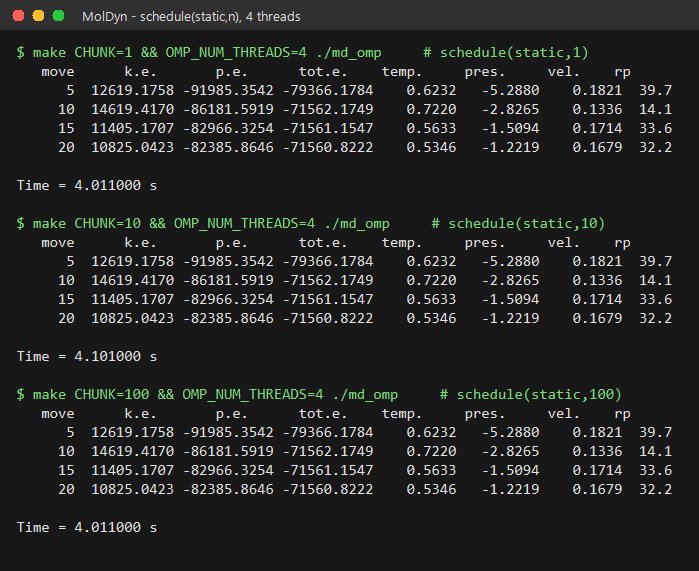 MolDyn - schedule(static,n), 4 threads
$ make CHUNK=1 && OMP_NUM_THREADS=4 ./md_omp     # schedule(static,1)
   move      k.e.       p.e.      tot.e.    temp.     pres.     vel.    rp
      5  12619.1758 -91985.3542 -79366.1784    0.6232   -5.2880    0.1821  39.7
     10  14619.4170 -86181.5919 -71562.1749    0.7220   -2.8265    0.1336  14.1
     15  11405.1707 -82966.3254 -71561.1547    0.5633   -1.5094    0.1714  33.6
     20  10825.0423 -82385.8646 -71560.8222    0.5346   -1.2219    0.1679  32.2
Time = 4.011000 s
$ make CHUNK=10 && OMP_NUM_THREADS=4 ./md_omp     # schedule(static,10)
   move      k.e.       p.e.      tot.e.    temp.     pres.     vel.    rp
      5  12619.1758 -91985.3542 -79366.1784    0.6232   -5.2880    0.1821  39.7
     10  14619.4170 -86181.5919 -71562.1749    0.7220   -2.8265    0.1336  14.1
     15  11405.1707 -82966.3254 -71561.1547    0.5633   -1.5094    0.1714  33.6
     20  10825.0423 -82385.8646 -71560.8222    0.5346   -1.2219    0.1679  32.2
Time = 4.101000 s
$ make CHUNK=100 && OMP_NUM_THREADS=4 ./md_omp     # schedule(static,100)
   move      k.e.       p.e.      tot.e.    temp.     pres.     vel.    rp
      5  12619.1758 -91985.3542 -79366.1784    0.6232   -5.2880    0.1821  39.7
     10  14619.4170 -86181.5919 -71562.1749    0.7220   -2.8265    0.1336  14.1
     15  11405.1707 -82966.3254 -71561.1547    0.5633   -1.5094    0.1714  33.6
     20  10825.0423 -82385.8646 -71560.8222    0.5346   -1.2219    0.1679  32.2
Time = 4.011000 s